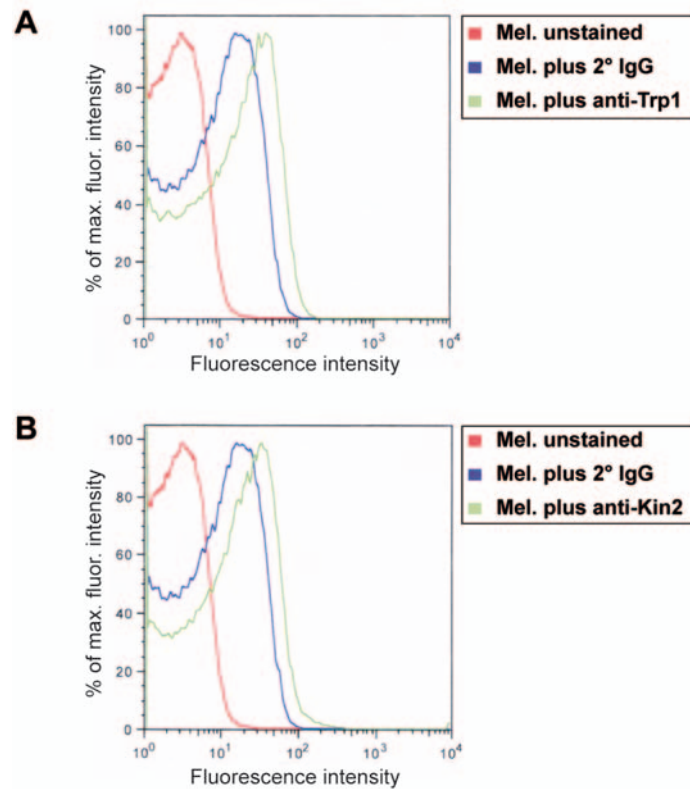 A
% of max. fluor. intensity
100
80
60
40
20
0
10⁰
10¹
10²
10³
10⁴
Fluorescence intensity
Mel. unstained
Mel. plus 2° IgG
Mel. plus anti-Trp1
B
% of max. fluor. intensity
100
80
60
40
20
0
10⁰
10¹
10²
10³
10⁴
Fluorescence intensity
Mel. unstained
Mel. plus 2° IgG
Mel. plus anti-Kin2